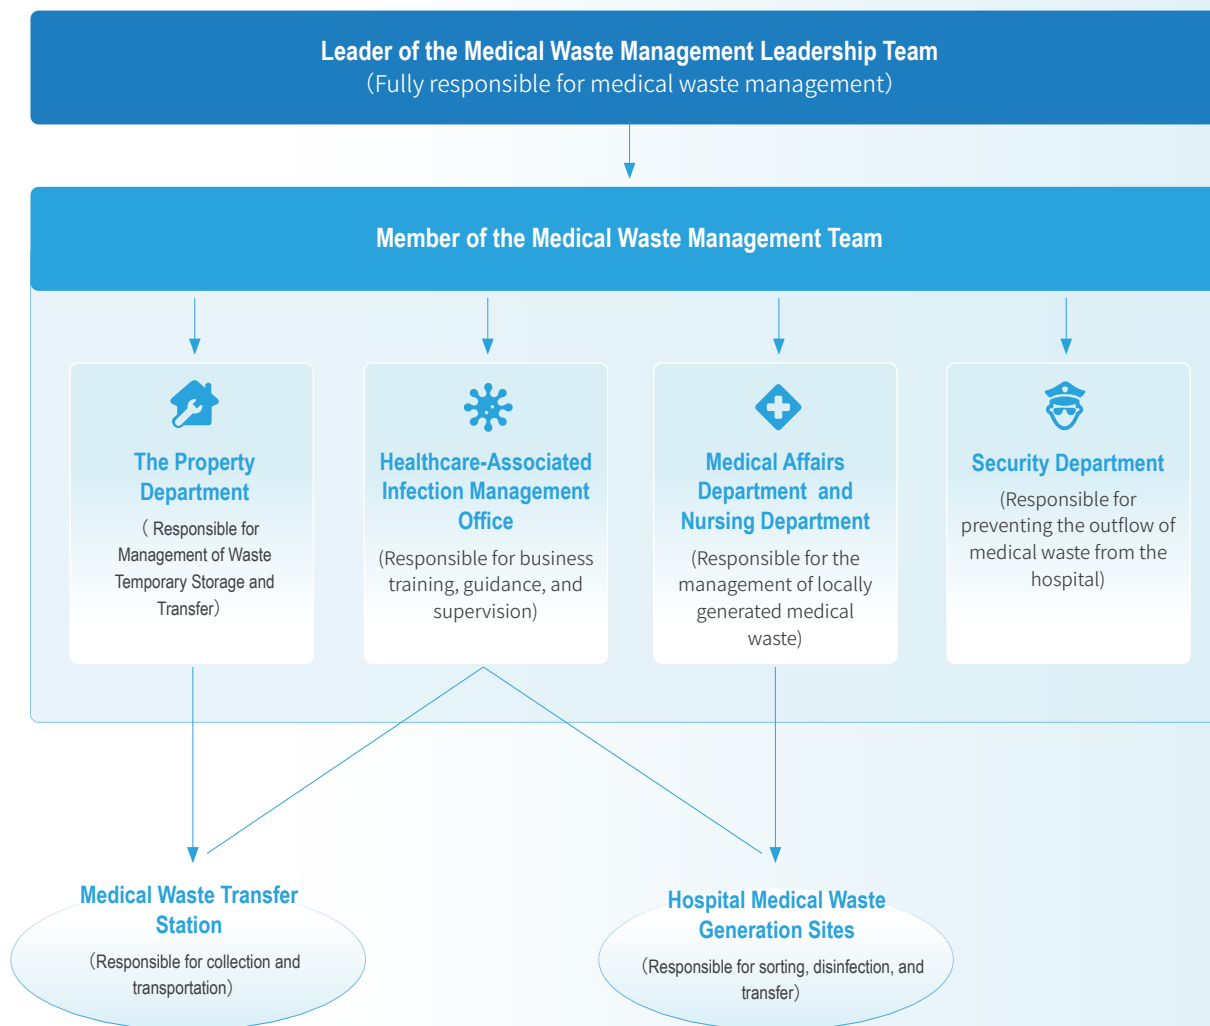 Leader of the Medical Waste Management Leadership Team
（Fully responsible for medical waste management）
Member of the Medical Waste Management Team
The Property
Department
（ Responsible for
Management of Waste
Temporary Storage and
Transfer）
Healthcare-Associated
Infection Management
Office
(Responsible for business
training, guidance, and
supervision)
Medical Affairs
Department and
Nursing Department
(Responsible for the
management of locally
generated medical
waste)
Security Department
(Responsible for
preventing the outflow of
medical waste from the
hospital)
Medical Waste Transfer
Station
（Responsible for collection and
transportation）
Hospital Medical Waste
Generation Sites
（Responsible for sorting, disinfection, and
transfer）